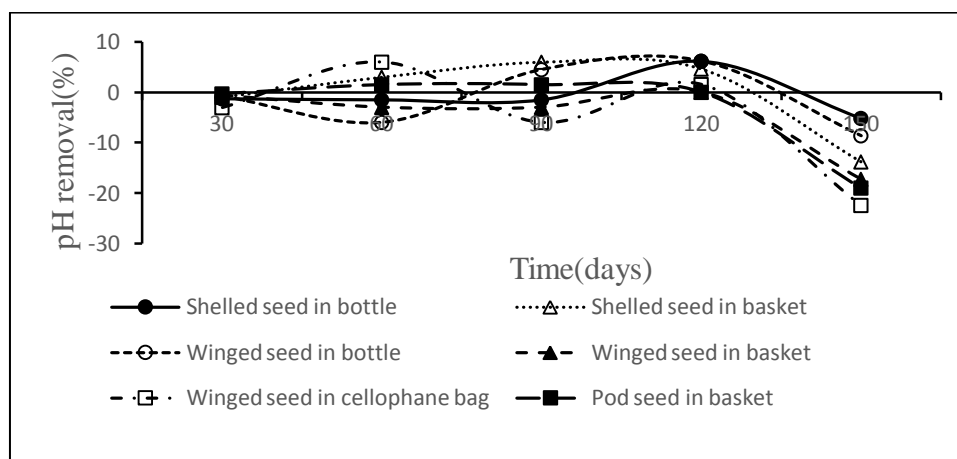 10
0
-10
-20
-30
pH removal(%)
30
60
90
120
150
Time(days)
Shelled seed in bottle
Shelled seed in basket
Winged seed in bottle
Winged seed in basket
Winged seed in cellophane bag
Pod seed in basket